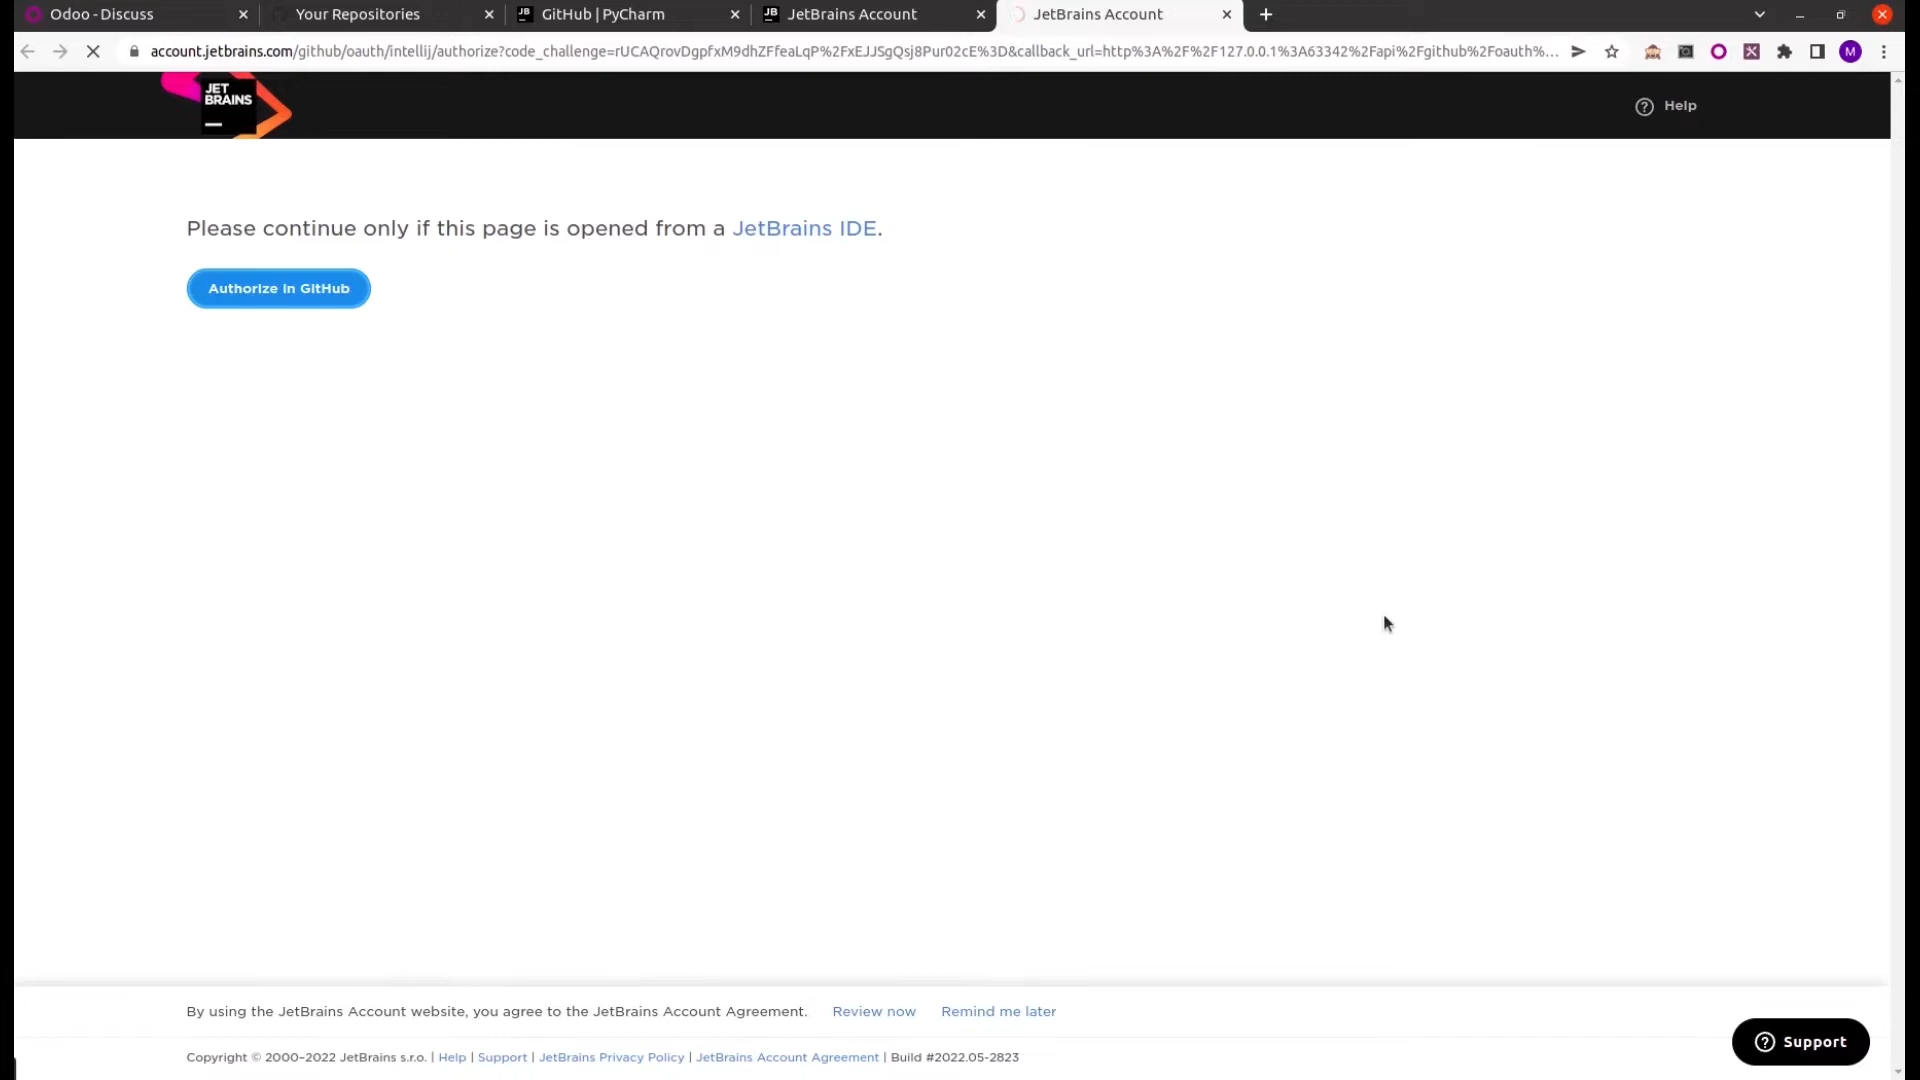 Odoo - Discuss
Your Repositories
GitHub | PyCharm
JetBrains Account
JetBrains Account
account.jetbrains.com/github/oauth/intellij/authorize?code_challenge=rUCAQrovDgpfxM9dhZFfeaLqP%2FxEJJSgQsj8Pur02cE%3D&callback_url=http%3A%2F%2F127.0.0.1%3A63342%2Fapi%2Fgithub%2Foauth%...
M
JET
BRAINS
Help
Please continue only if this page is opened from a JetBrains IDE.
Authorize in GitHub
By using the JetBrains Account website, you agree to the JetBrains Account Agreement. Review now Remind me later
Copyright © 2000–2022 JetBrains s.r.o. | Help | Support | JetBrains Privacy Policy | JetBrains Account Agreement | Build #2022.05-2823
Support